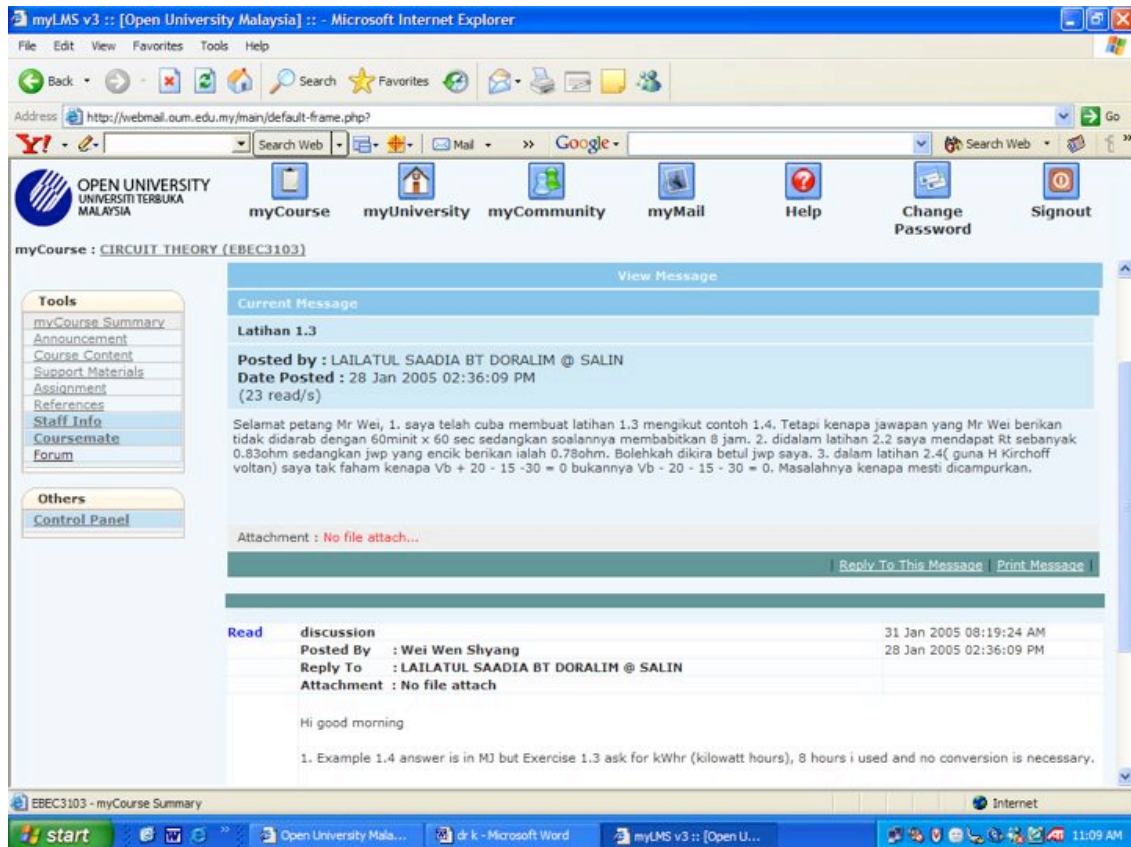 myLMS v3 :: [Open University Malaysia] :: - Microsoft Internet Explorer
File Edit View Favorites Tools Help
Back Search Favorites
Address http://webmail.oum.edu.my/main/default-frame.php? Go
Y! Search Web Mail » Google Search Web »
OPEN UNIVERSITY
UNIVERSITI TERBUKA
MALAYSIA
myCourse myUniversity myCommunity myMail Help Change Password Signout
myCourse : CIRCUIT THEORY (EBEC3103)
Tools
myCourse Summary
Announcement
Course Content
Support Materials
Assignment
References
Staff Info
Coursemate
Forum
Others
Control Panel
View Message
Current Message
Latihan 1.3
Posted by : LAILATUL SAADIA BT DORALIM @ SALIN
Date Posted : 28 Jan 2005 02:36:09 PM
(23 read/s)
Selamat petang Mr Wei, 1. saya telah cuba membuat latihan 1.3 mengikut contoh 1.4. Tetapi kenapa jawapan yang Mr Wei berikan
tidak didarab dengan 60minit x 60 sec sedangkan soalannya membabitkan 8 jam. 2. didalam latihan 2.2 saya mendapat Rt sebanyak
0.83ohm sedangkan jwp yang encik berikan ialah 0.78ohm. Bolehkah dikira betul jwp saya. 3. dalam latihan 2.4( guna H Kirchoff
voltan) saya tak faham kenapa Vb + 20 - 15 -30 = 0 bukannya Vb - 20 - 15 - 30 = 0. Masalahnya kenapa mesti dicampurkan.
Attachment : No file attach...
| Reply To This Message | Print Message |
Read discussion 31 Jan 2005 08:19:24 AM
Posted By : Wei Wen Shyang 28 Jan 2005 02:36:09 PM
Reply To : LAILATUL SAADIA BT DORALIM @ SALIN
Attachment : No file attach
Hi good morning
1. Example 1.4 answer is in MJ but Exercise 1.3 ask for kWhr (kilowatt hours), 8 hours i used and no conversion is necessary.
EBEC3103 - myCourse Summary Internet
start » Open University Mala... dr k - Microsoft Word myLMS v3 :: [Open U... 11:09 AM